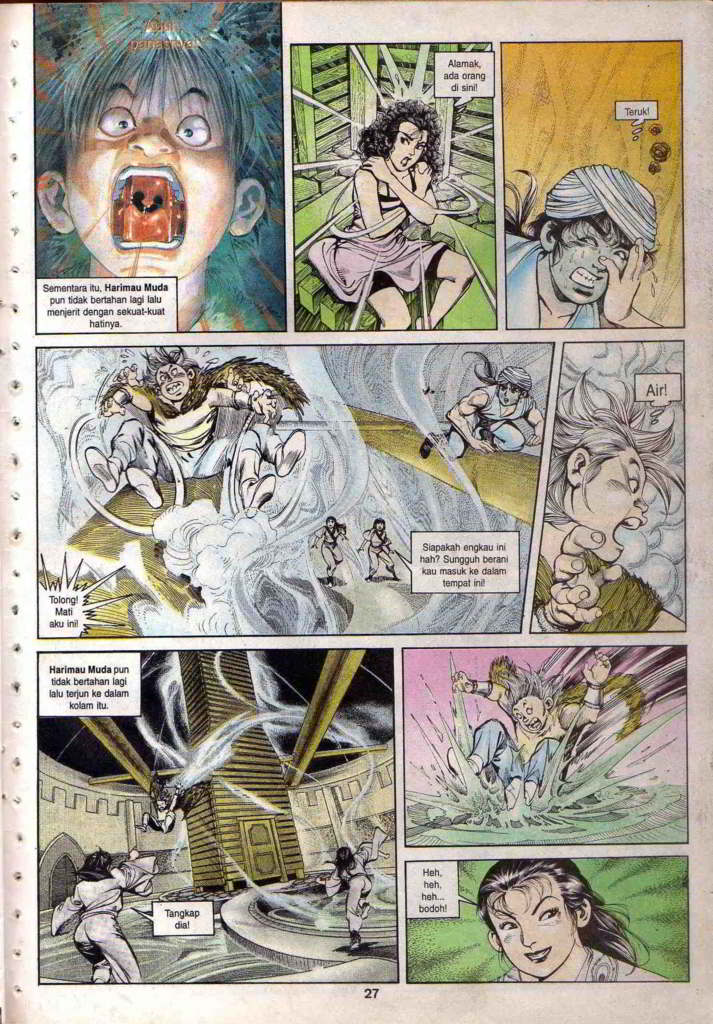 Sementara itu, Harimau Muda
pun tidak bertahan lagi lalu
menjerit dengan sekuat-kuat
hatinya.
Alamak,
ada orang
di sini!
Teruk!
Tolong!
Mati
aku ini!
Siapakah engkau ini
hah? Sungguh berani
kau masuk ke dalam
tempat ini!
Air!
Harimau Muda pun
tidak bertahan lagi
lalu terjun ke dalam
kolam itu.
Tangkap
dia!
Heh,
heh,
heh...
bodoh!
27